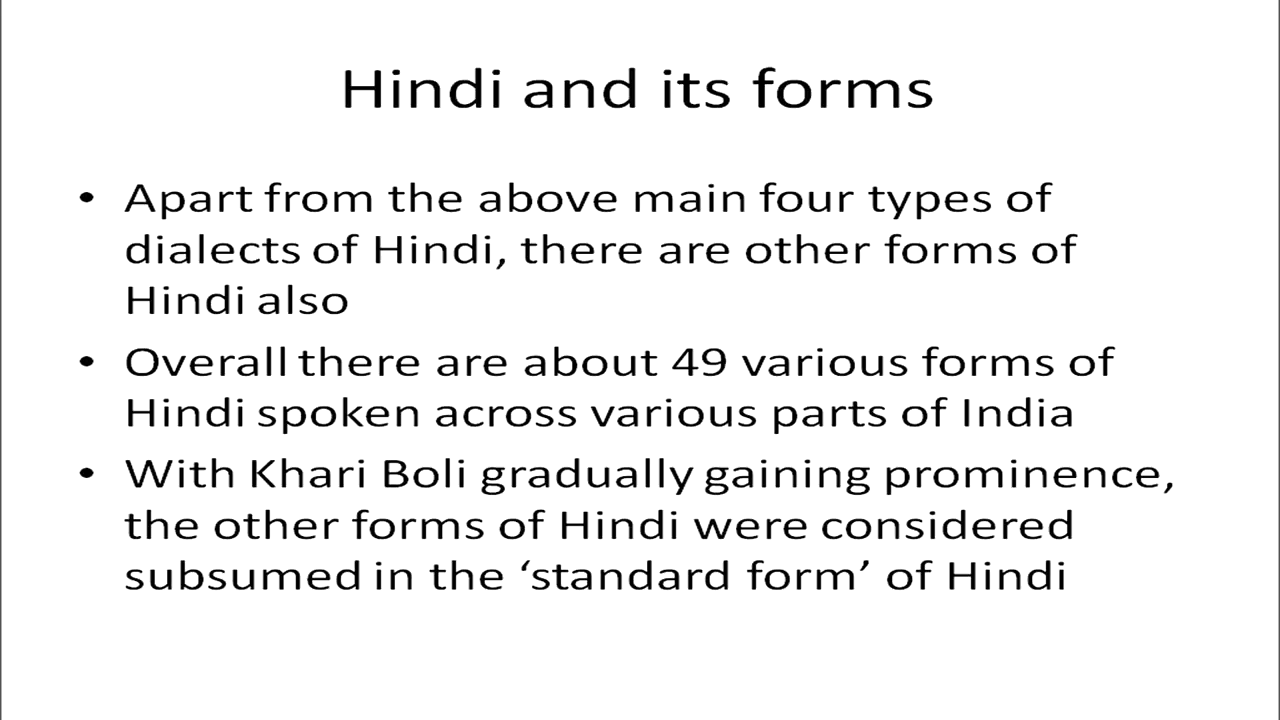 Hindi and its forms
• Apart from the above main four types of
dialects of Hindi, there are other forms of
Hindi also
• Overall there are about 49 various forms of
Hindi spoken across various parts of India
• With Khari Boli gradually gaining prominence,
the other forms of Hindi were considered
subsumed in the ‘standard form’ of Hindi